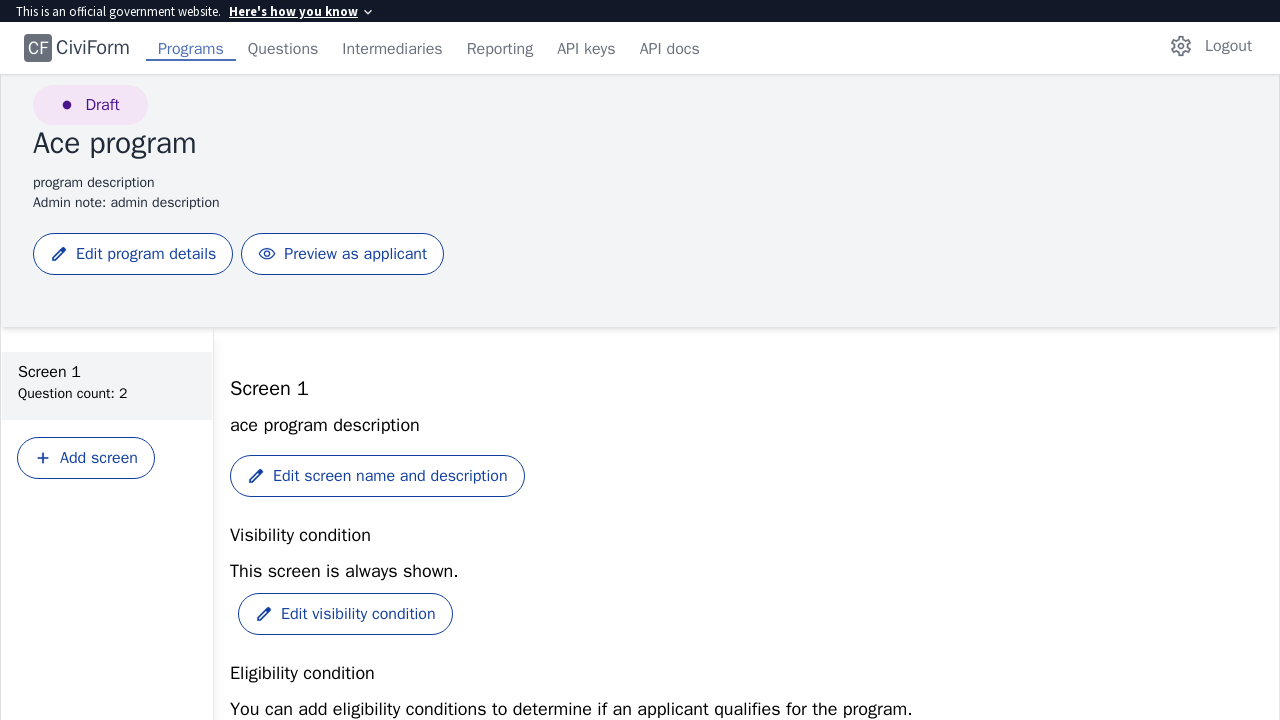 This is an official government website. Here's how you know
CF CiviForm Programs Questions Intermediaries Reporting API keys API docs Logout
Draft
Ace program
program description
Admin note: admin description
Edit program details Preview as applicant
Screen 1
Question count: 2
Add screen
Screen 1
ace program description
Edit screen name and description
Visibility condition
This screen is always shown.
Edit visibility condition
Eligibility condition
You can add eligibility conditions to determine if an applicant qualifies for the program.